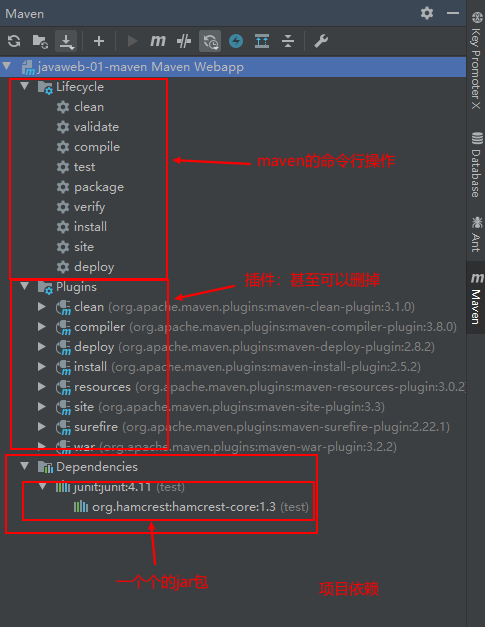 Maven
javaweb-01-maven Maven Webapp
Lifecycle
clean
validate
compile
test
package
verify
install
site
deploy
maven的命令行操作
Plugins
插件：甚至可以删掉
clean (org.apache.maven.plugins:maven-clean-plugin:3.1.0)
compiler (org.apache.maven.plugins:maven-compiler-plugin:3.8.0)
deploy (org.apache.maven.plugins:maven-deploy-plugin:2.8.2)
install (org.apache.maven.plugins:maven-install-plugin:2.5.2)
resources (org.apache.maven.plugins:maven-resources-plugin:3.0.2)
site (org.apache.maven.plugins:maven-site-plugin:3.3)
surefire (org.apache.maven.plugins:maven-surefire-plugin:2.22.1)
war (org.apache.maven.plugins:maven-war-plugin:3.2.2)
Dependencies
junit:junit:4.11 (test)
org.hamcrest:hamcrest-core:1.3 (test)
一个个的jar包
项目依赖
Key Promoter X
Database
Ant
m Maven